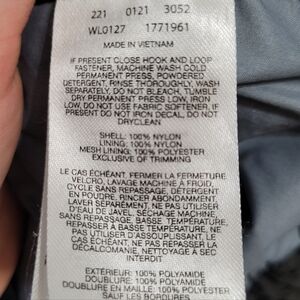 221 0121 3052
WL0127 1771961
MADE IN VIETNAM
IF PRESENT CLOSE HOOK AND LOOP
FASTENER, MACHINE WASH COLD
PERMANENT PRESS, POWDERED
DETERGENT, RINSE THOROUGHLY, WASH
SEPARATELY, DO NOT BLEACH, TUMBLE
DRY PERMANENT PRESS LOW, IRON
LOW, DO NOT USE FABRIC SOFTENER, IF
PRESENT DO NOT IRON DECAL, DO NOT
DRYCLEAN
SHELL: 100% NYLON
LINING: 100% NYLON
MESH LINING: 100% POLYESTER
EXCLUSIVE OF TRIMMING
LE CAS ÉCHÉANT, FERMER LA FERMETURE
VELCRO, LAVAGE MACHINE À FROID,
CYCLE SANS REPASSAGE, DÉTERGENT
EN POUDRE, RINCER ABONDAMMENT,
LAVER SÉPARÉMENT, NE PAS UTILISER
D'EAU DE JAVEL, SÉCHAGE MACHINE,
SANS REPASSAGE, BASSE TEMPÉRATURE,
REPASSER À BASSE TEMPÉRATURE, NE
PAS UTILISER D'ASSOUPLISSANT, LE
CAS ÉCHÉANT NE PAS REPASSER LA
DÉCALCOMANIE, NETTOYAGE À SEC
INTERDIT
EXTÉRIEUR: 100% POLYAMIDE
DOUBLURE: 100% POLYAMIDE
DOUBLURE EN MAILLE: 100% POLYESTER
SAUF LES BORDURES